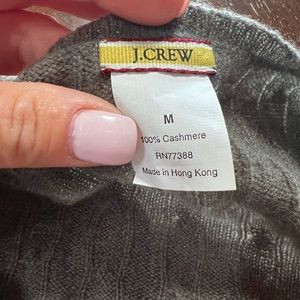 J.CREW
M
100% Cashmere
RN77388
Made in Hong Kong